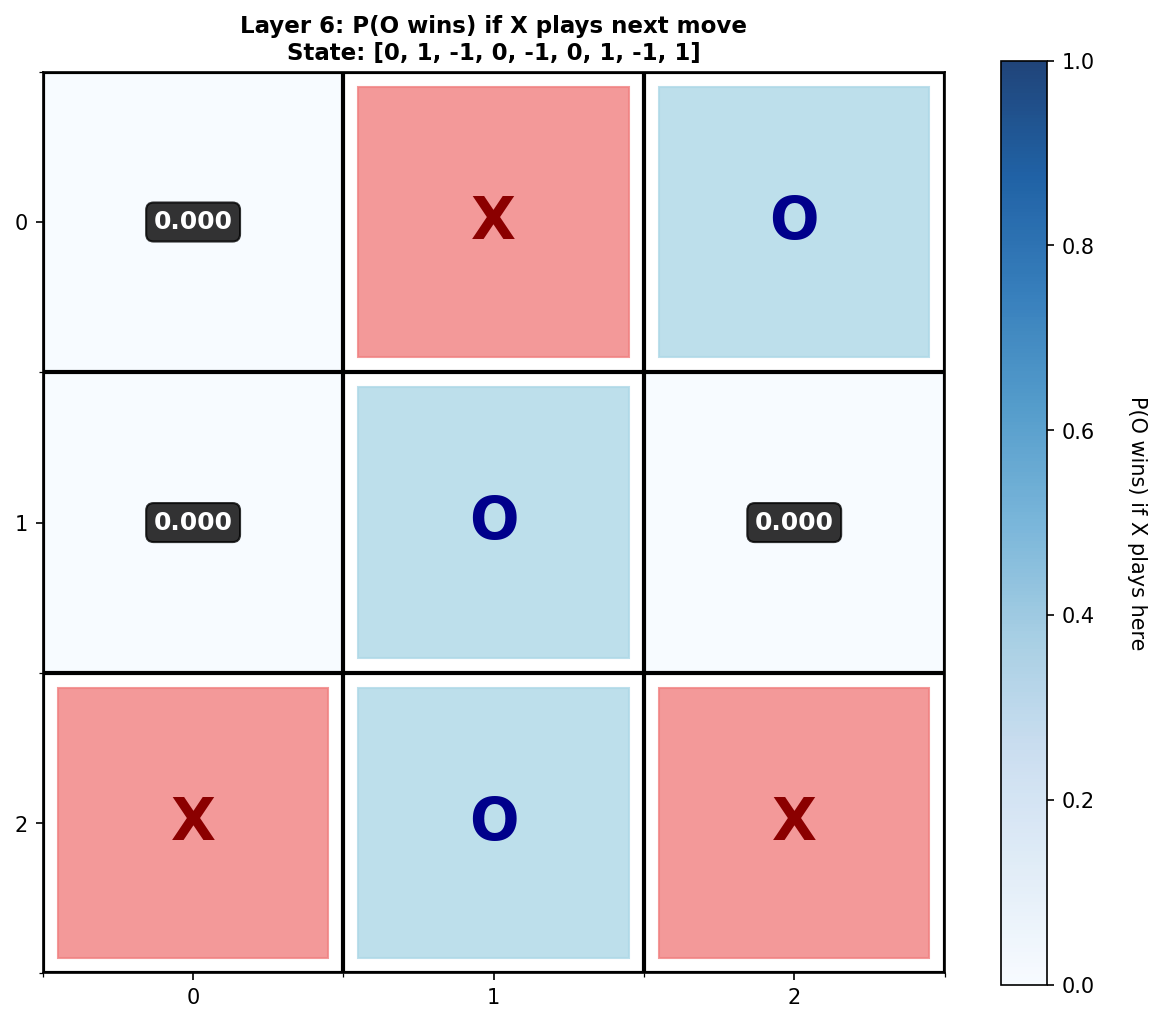 Layer 6: P(O wins) if X plays next move
State: [0, 1, -1, 0, -1, 0, 1, -1, 1]
0 0.000 X O
1 0.000 O 0.000
2 X O X
0 1 2
1.0
0.8
0.6
0.4
0.2
0.0
P(O wins) if X plays here